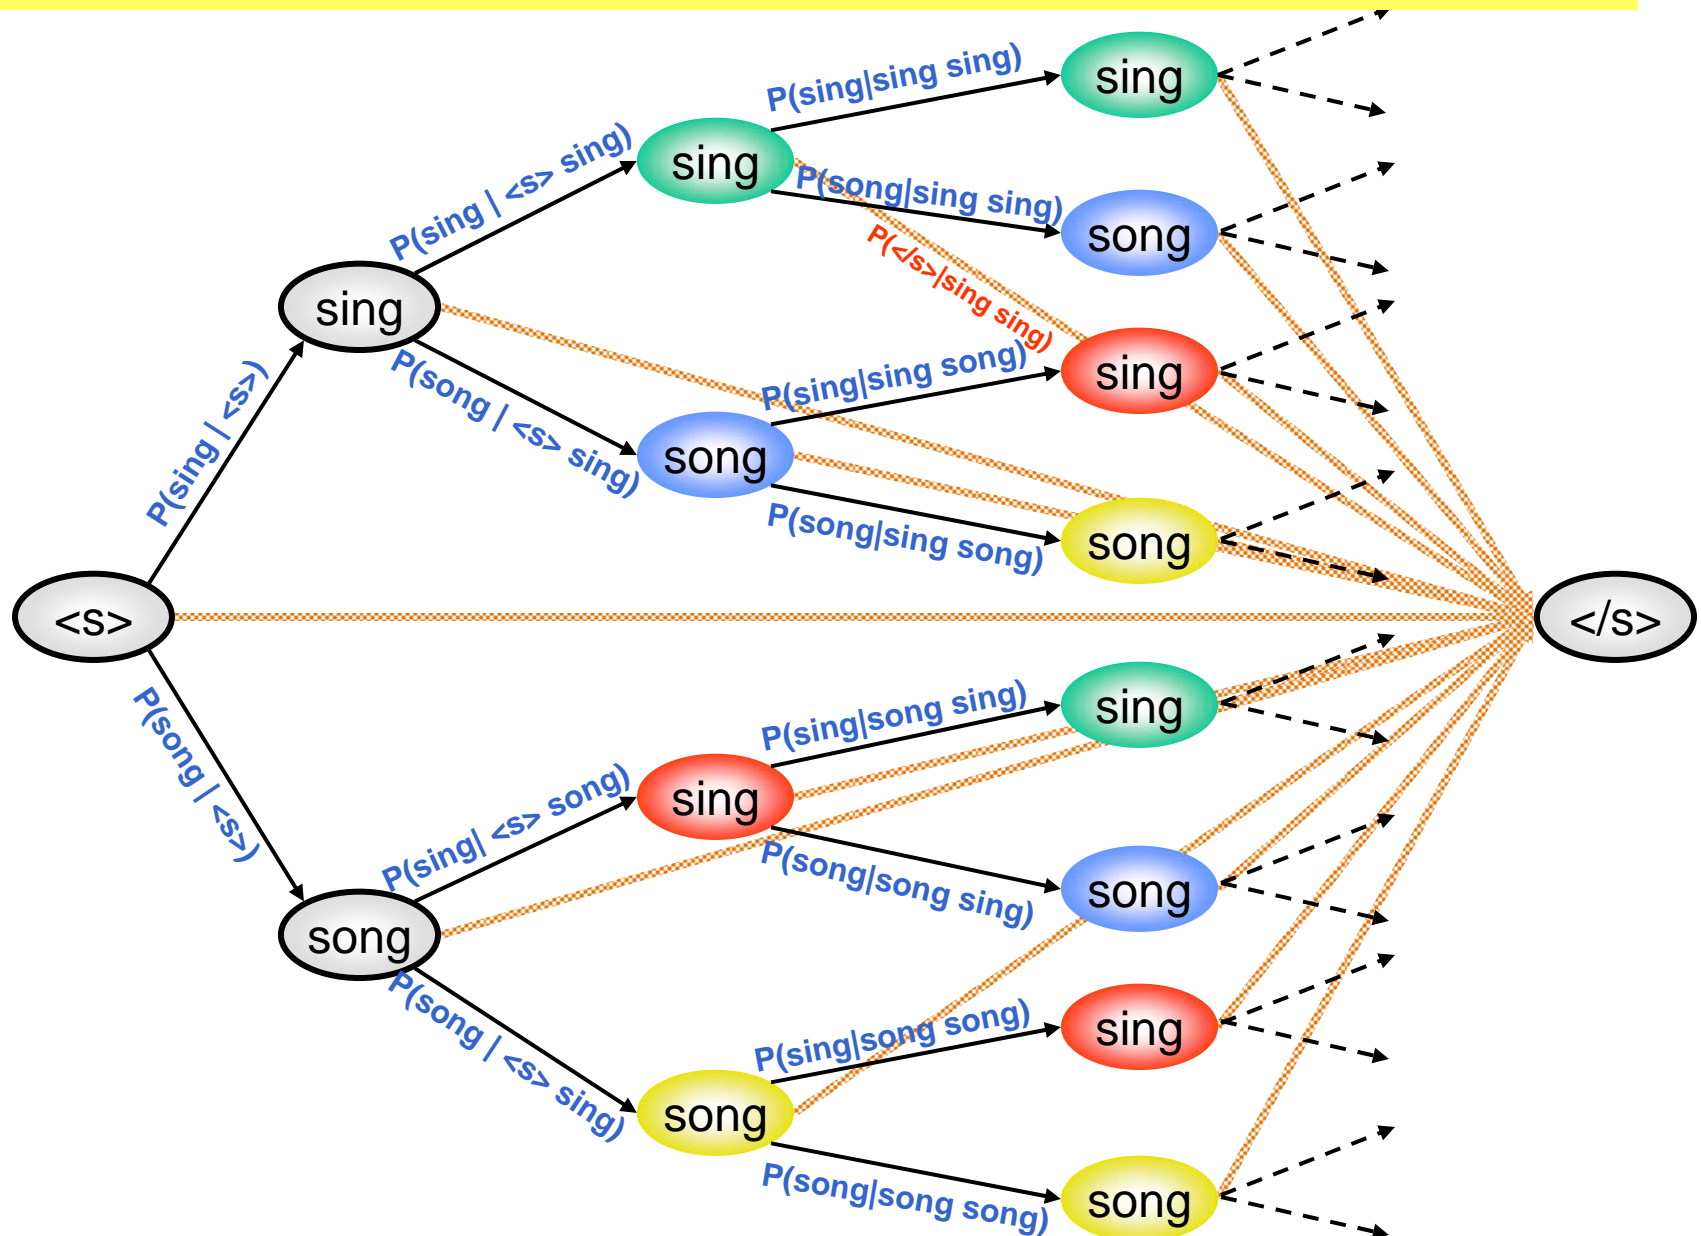 P(sing|sing sing)
sing
P(sing | <s> sing)
sing
P(song|sing sing)
song
P(</s>|sing sing)
sing
P(sing | <s>)
P(song | <s> sing)
P(sing|sing song)
sing
song
P(song|sing song)
song
<s>
</s>
P(song | <s>)
P(sing|song sing)
sing
P(sing| <s> song)
sing
P(song|song sing)
song
song
P(song | <s> sing)
P(sing|song song)
sing
song
P(song|song song)
song